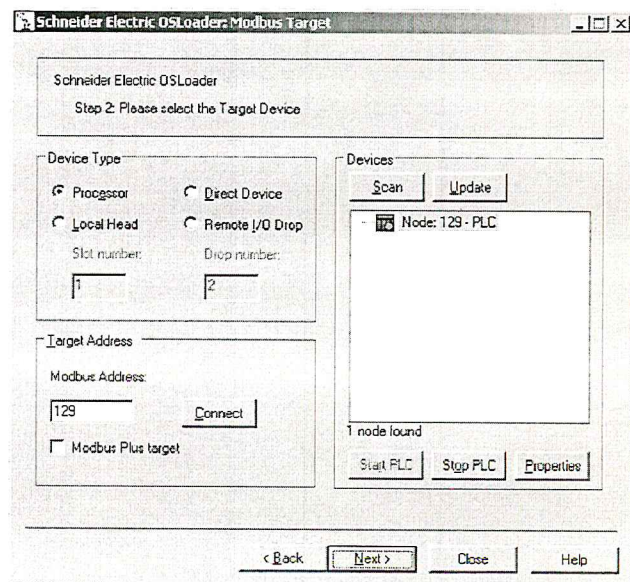 Schneider Electric OSLoader: Modbus Target
Schneider Electric OSLoader
Step 2: Please select the Target Device
Device Type
Processor
Direct Device
Local Head
Remote I/O Drop
Slot number:
Drop number:
1
2
Target Address
Modbus Address:
129
Connect
Modbus Plus target
Devices
Scan
Update
Node: 129 - PLC
1 node found
Start PLC
Stop PLC
Properties
< Back
Next >
Close
Help